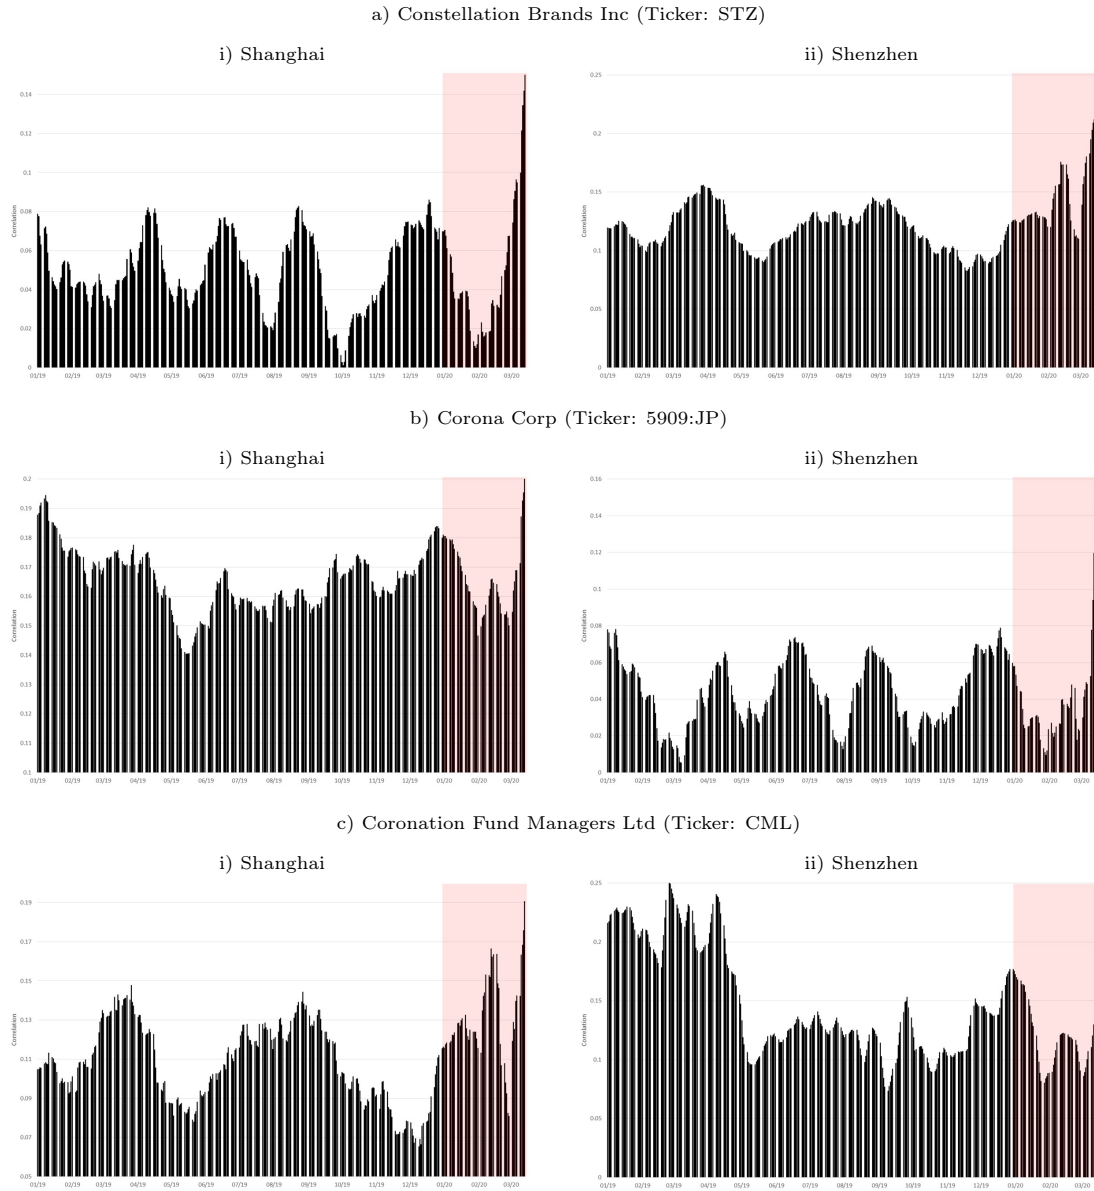 a) Constellation Brands Inc (Ticker: STZ)
i) Shanghai
ii) Shenzhen
Correlation
0.14
0.12
0.1
0.08
0.06
0.04
0.02
0
01/19 02/19 03/19 04/19 05/19 06/19 07/19 08/19 09/19 10/19 11/19 12/19 01/20 02/20 03/20
0.25
0.2
0.15
0.1
0.05
0
01/19 02/19 03/19 04/19 05/19 06/19 07/19 08/19 09/19 10/19 11/19 12/19 01/20 02/20 03/20
b) Corona Corp (Ticker: 5909:JP)
i) Shanghai
ii) Shenzhen
Correlation
0.2
0.19
0.18
0.17
0.16
0.15
0.14
0.13
0.12
0.11
0.1
01/19 02/19 03/19 04/19 05/19 06/19 07/19 08/19 09/19 10/19 11/19 12/19 01/20 02/20 03/20
0.16
0.14
0.12
0.1
0.08
0.06
0.04
0.02
0
01/19 02/19 03/19 04/19 05/19 06/19 07/19 08/19 09/19 10/19 11/19 12/19 01/20 02/20 03/20
c) Coronation Fund Managers Ltd (Ticker: CML)
i) Shanghai
ii) Shenzhen
Correlation
0.19
0.17
0.15
0.13
0.11
0.09
0.07
0.05
01/19 02/19 03/19 04/19 05/19 06/19 07/19 08/19 09/19 10/19 11/19 12/19 01/20 02/20 03/20
0.25
0.2
0.15
0.1
0.05
0
01/19 02/19 03/19 04/19 05/19 06/19 07/19 08/19 09/19 10/19 11/19 12/19 01/20 02/20 03/20